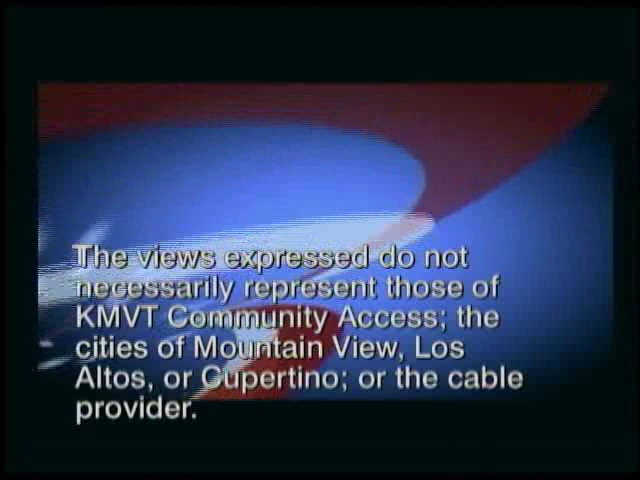 The views expressed do not
necessarily represent those of
KMVT Community Access; the
cities of Mountain View, Los
Altos, or Cupertino; or the cable
provider.